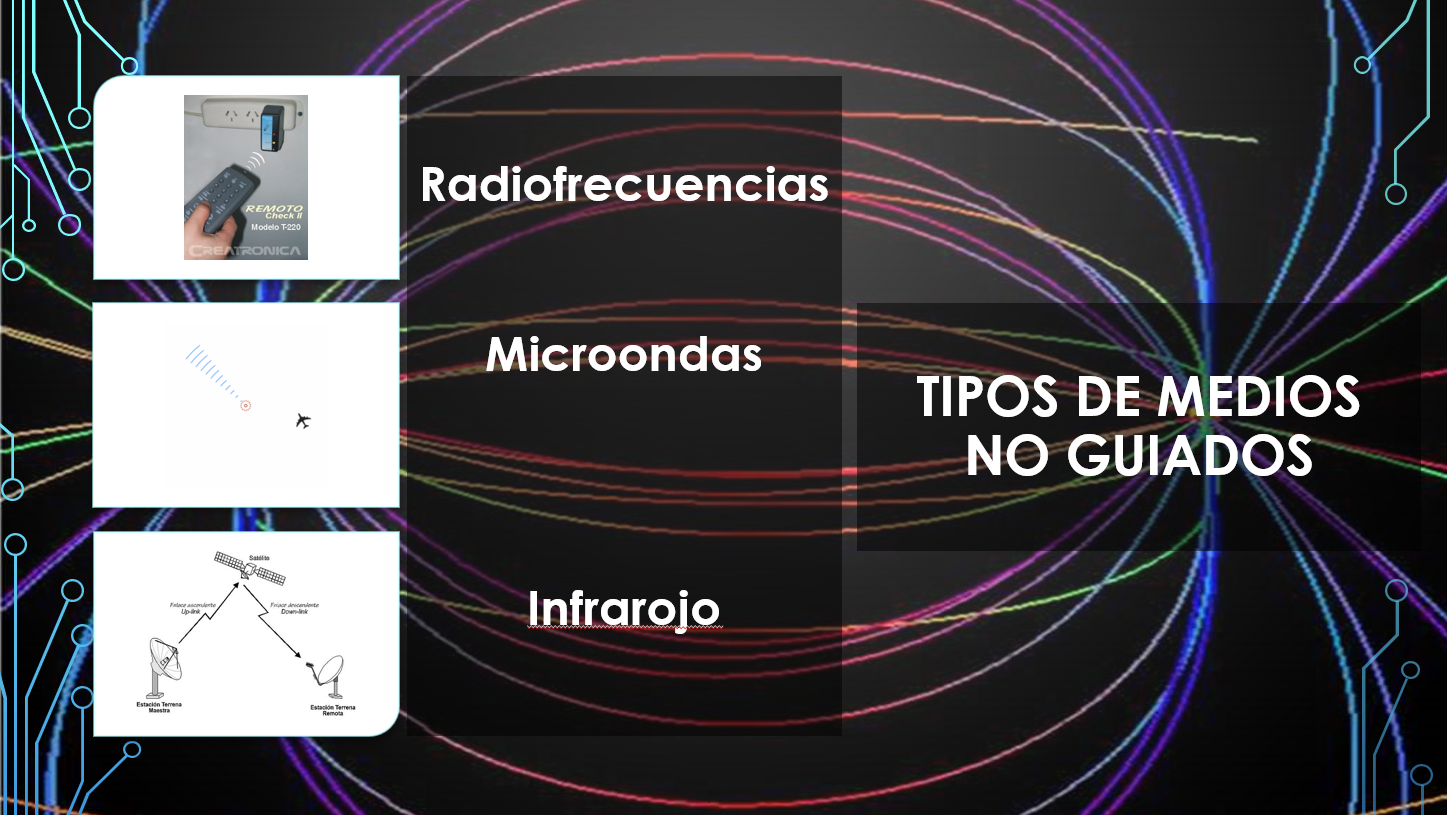 REMOTO
Check II
Modelo T-220
CREATRONICA
Radiofrecuencias
Microondas
Satélite
Enlace ascendente
Up-link
Enlace descendente
Down-link
Estación Terrena
Maestra
Estación Terrena
Remota
Infrarojo
TIPOS DE MEDIOS
NO GUIADOS